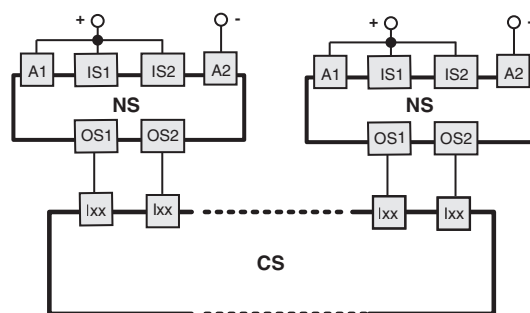 + - + -
A1 IS1 IS2 A2 A1 IS1 IS2 A2
NS NS
OS1 OS2 OS1 OS2
Ixx Ixx Ixx Ixx
CS